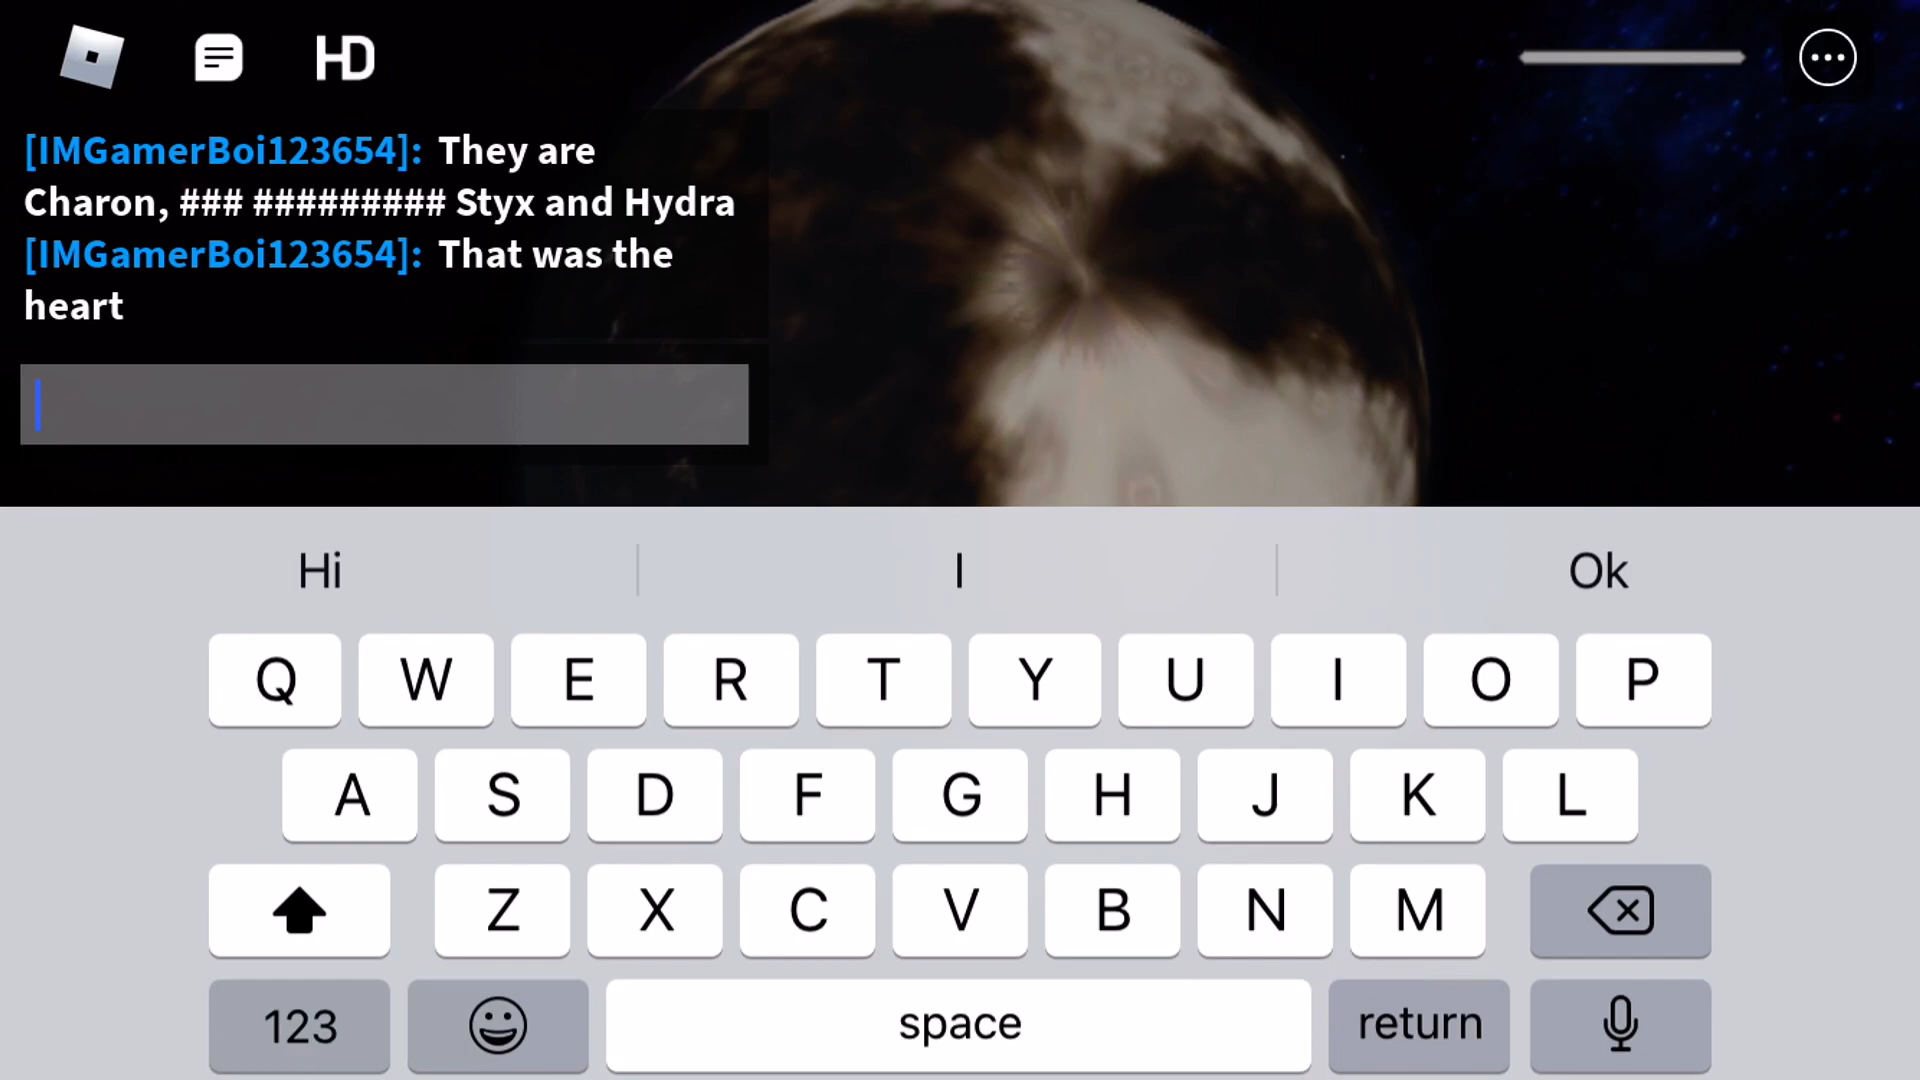 HD
[IMGamerBoi123654]: They are
Charon, ### ######### Styx and Hydra
[IMGamerBoi123654]: That was the
heart
Hi I Ok
Q W E R T Y U I O P
A S D F G H J K L
Z X C V B N M
123 space return